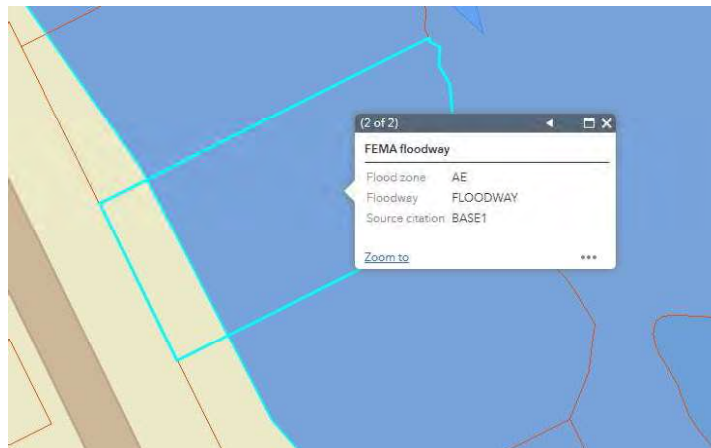 (2 of 2)
FEMA floodway
Flood zone AE
Floodway FLOODWAY
Source citation BASE1
Zoom to